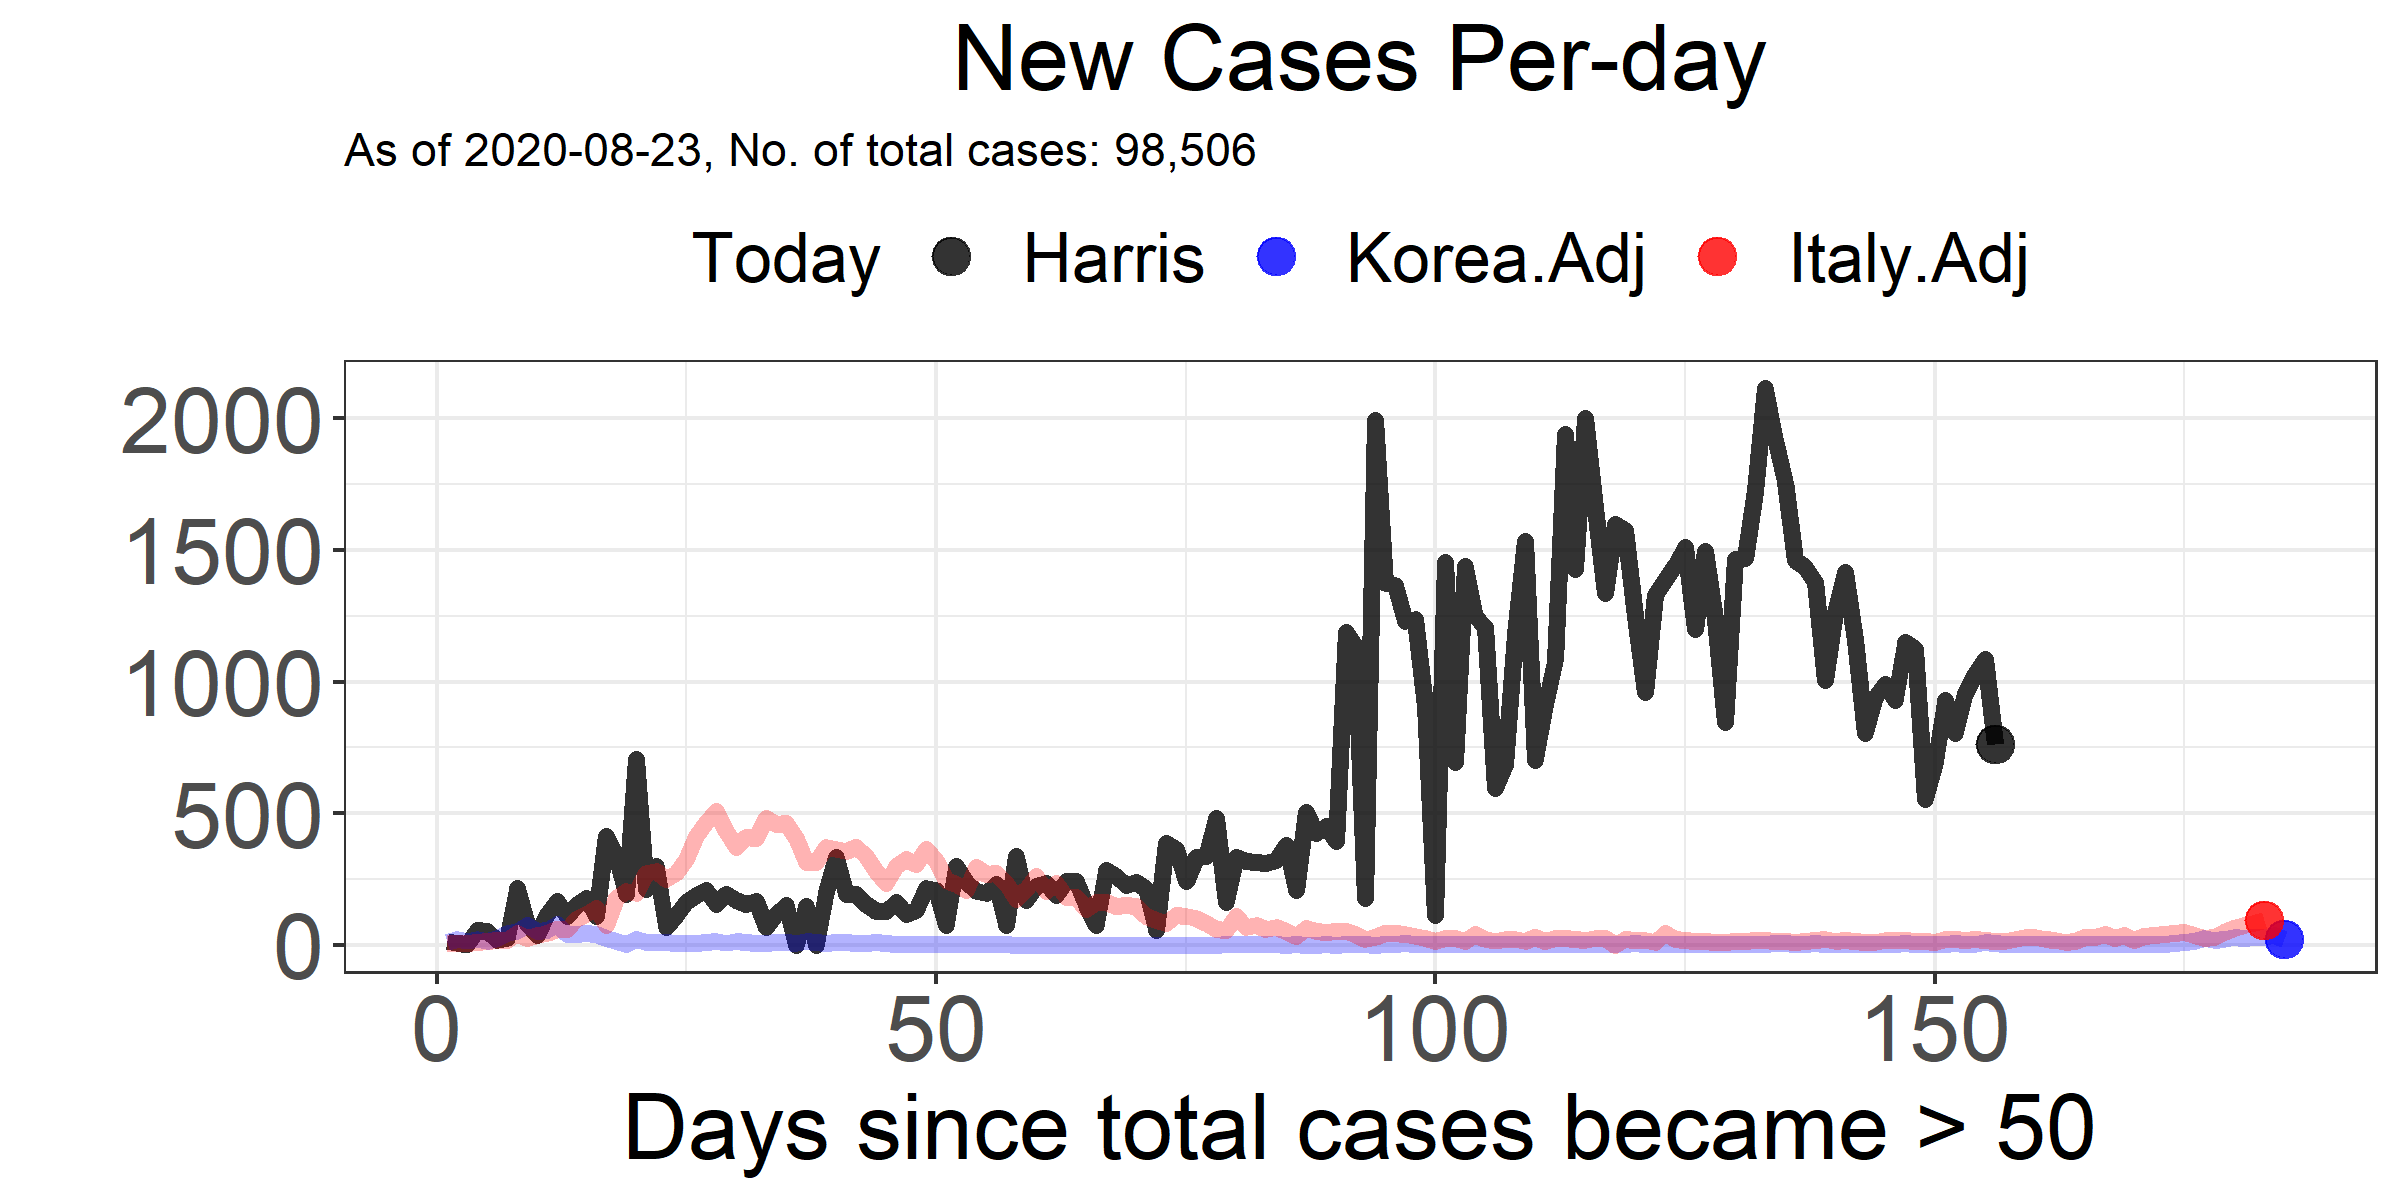 New Cases Per-day
As of 2020-08-23, No. of total cases: 98,506
Today Harris Korea.Adj Italy.Adj
2000
1500
1000
500
0
0 50 100 150
Days since total cases became > 50